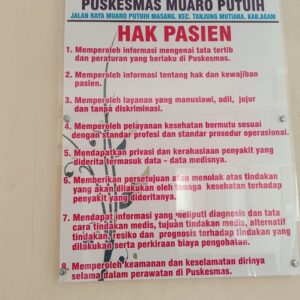 PUSKESMAS MUARO PUTUIH
JALAN RAYA MUARO PUTUIH MASANG, KEC. TANJUNG MUTIARA, KAB.AGAM
HAK PASIEN
1. Memperoleh informasi mengenai tata tertib
dan peraturan yang berlaku di Puskesmas.
2. Memperoleh informasi tentang hak dan kewajiban
pasien.
3. Memperoleh layanan yang manusiawi, adil, jujur
dan tanpa diskriminasi.
4. Memperoleh pelayanan kesehatan bermutu sesuai
dengan standar profesi dan standar prosedur operasional.
5. Mendapatkan privasi dan kerahasiaan penyakit yang
diderita termasuk data - data medisnya.
6. Memberikan persetujuan atau menolak atas tindakan
yang akan dilakukan oleh tenaga kesehatan terhadap
penyakit yang dideritanya.
7. Mendapat informasi yang meliputi diagnosis dan tata
cara tindakan medis, tujuan tindakan medis, alternatif
tindakan, resiko dan prognosis terhadap tindakan yang
dilakukan serta perkiraan biaya pengobatan.
8. Memperoleh keamanan dan keselamatan dirinya
selama dalam perawatan di Puskesmas.